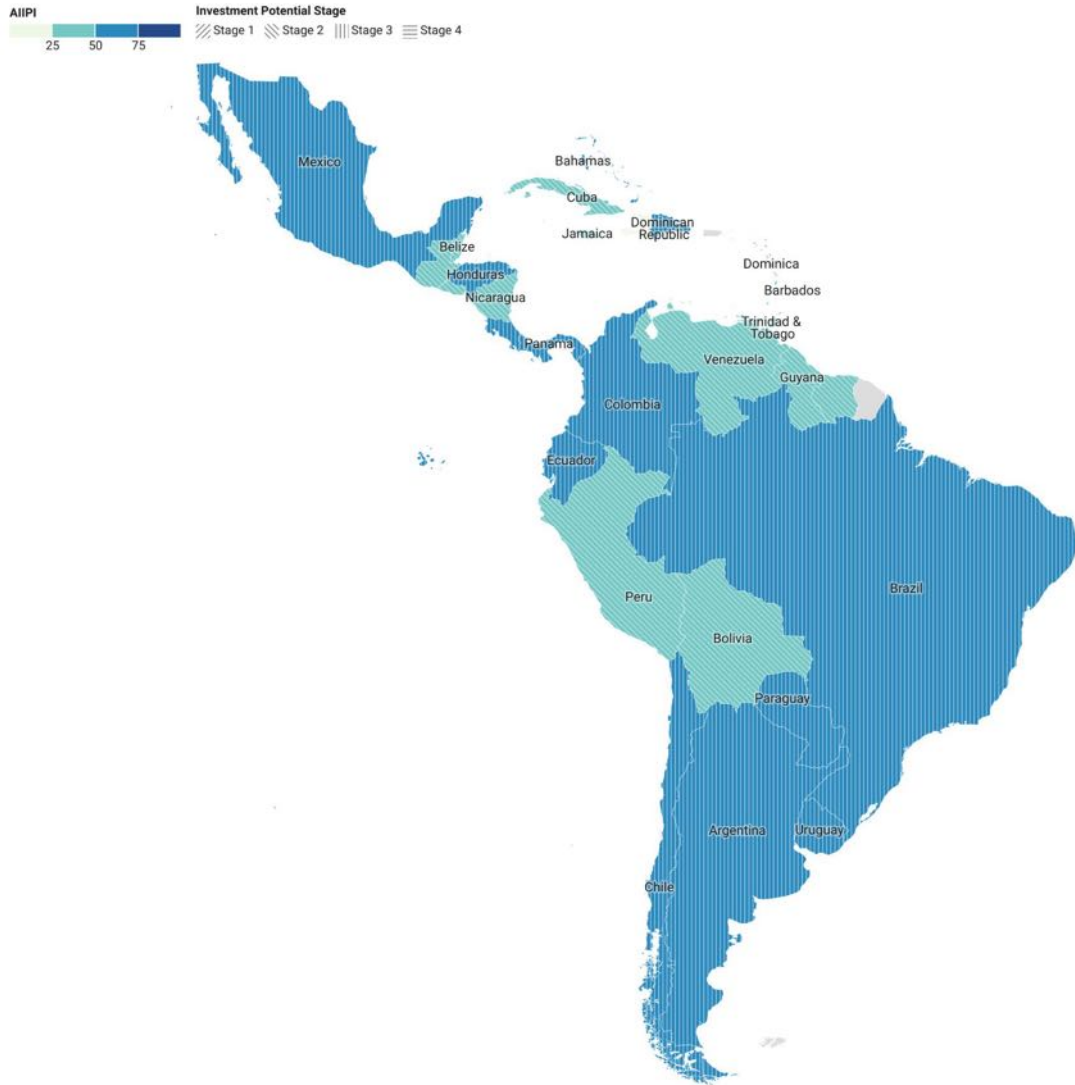 AIIPI
25 50 75
Investment Potential Stage
Stage 1 Stage 2 Stage 3 Stage 4
Mexico
Bahamas
Cuba
Jamaica
Dominican
Republic
Belize
Honduras
Nicaragua
Dominica
Barbados
Trinidad &
Tobago
Panama
Venezuela
Guyana
Colombia
Ecuador
Peru
Brazil
Bolivia
Paraguay
Argentina
Uruguay
Chile